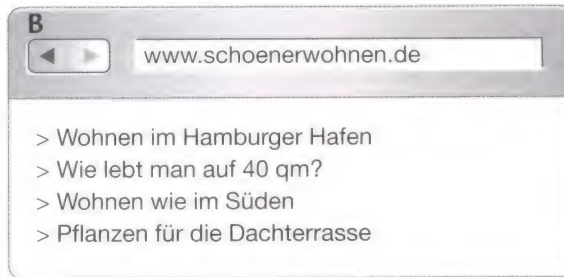 B
www.schoenerwohnen.de
> Wohnen im Hamburger Hafen
> Wie lebt man auf 40 qm?
> Wohnen wie im Süden
> Pflanzen für die Dachterrasse